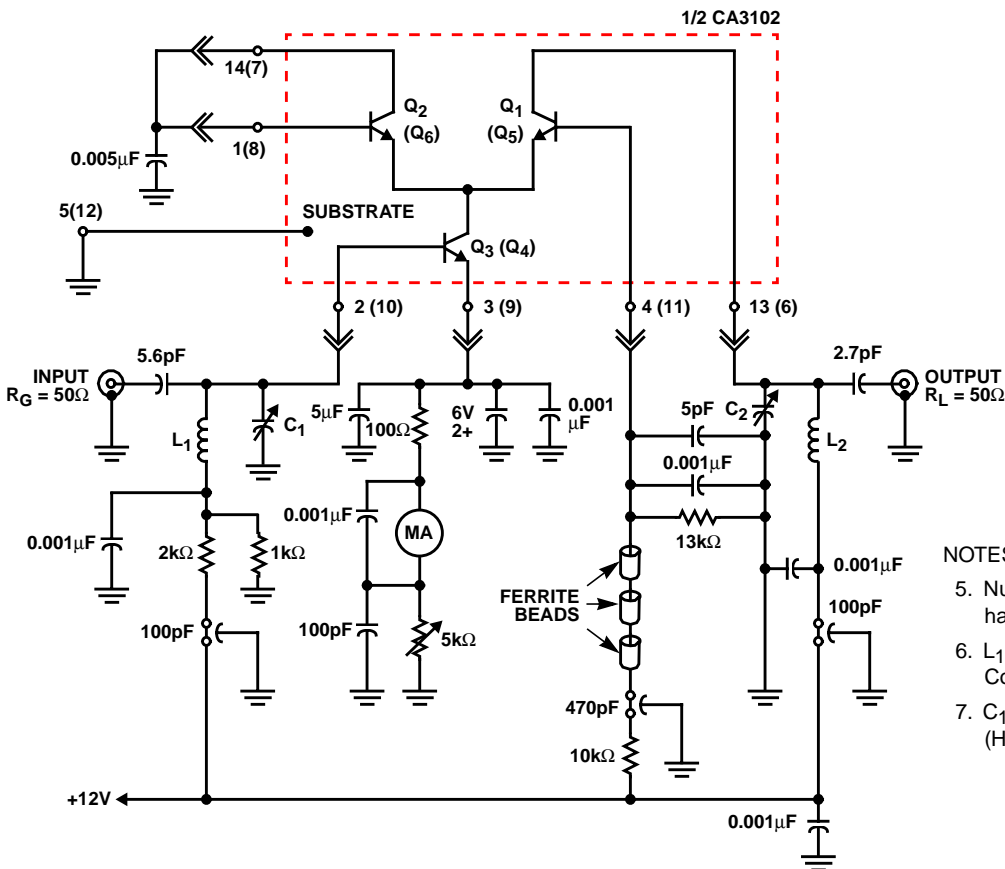 1/2 CA3102
14(7)
Q2
(Q6)
Q1
(Q5)
1(8)
0.005µF
5(12)
SUBSTRATE
Q3 (Q4)
2 (10)
3 (9)
4 (11)
13 (6)
5.6pF
2.7pF
INPUT
RG = 50Ω
OUTPUT
RL = 50Ω
C1
5µF
100Ω
6V
2+
0.001
µF
5pF
C2
L1
L2
0.001µF
0.001µF
0.001µF
2kΩ
1kΩ
MA
13kΩ
0.001µF
FERRITE
BEADS
100pF
100pF
5kΩ
100pF
470pF
10kΩ
+12V
0.001µF
NOTES
5. Nu
ha
6. L1
Co
7. C1
(H